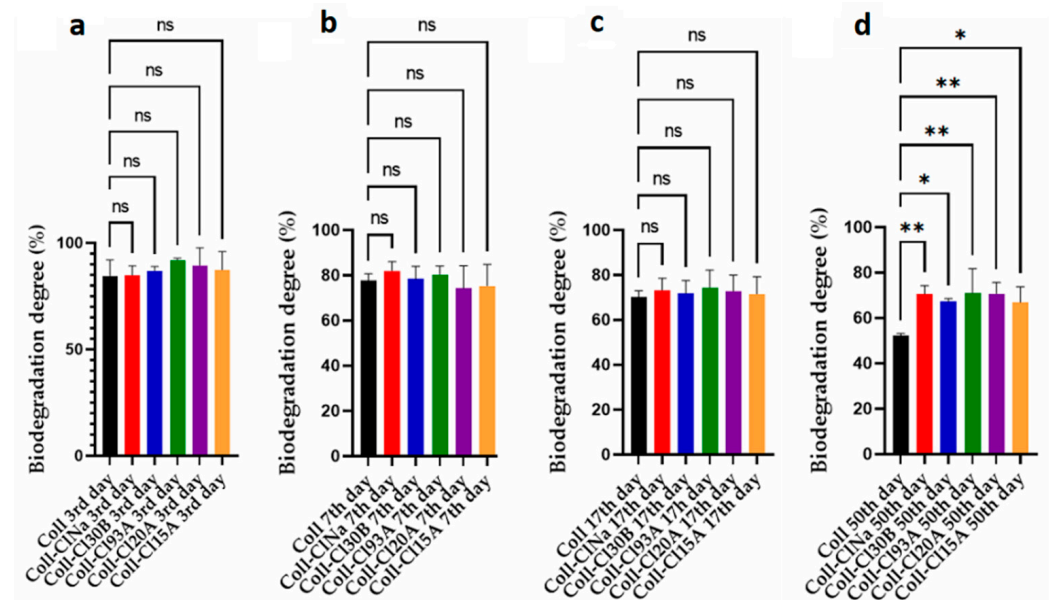 a
ns
ns
ns
ns
ns
Biodegradation degree (%)
100
50
0
Coll 3rd day
Coll-ClNa 3rd day
Coll-Cl30B 3rd day
Coll-Cl93A 3rd day
Coll-Cl20A 3rd day
Coll-Cl15A 3rd day
b
ns
ns
ns
ns
ns
Biodegradation degree (%)
100
80
60
40
20
0
Coll 7th day
Coll-ClNa 7th day
Coll-Cl30B 7th day
Coll-Cl93A 7th day
Coll-Cl20A 7th day
Coll-Cl15A 7th day
c
ns
ns
ns
ns
ns
Biodegradation degree (%)
100
80
60
40
20
0
Coll 17th day
Coll-ClNa 17th day
Coll-Cl30B 17th day
Coll-Cl93A 17th day
Coll-Cl20A 17th day
Coll-Cl15A 17th day
d
*
**
**
*
**
Biodegradation degree (%)
100
80
60
40
20
0
Coll 50th day
Coll-ClNa 50th day
Coll-Cl30B 50th day
Coll-Cl93A 50th day
Coll-Cl20A 50th day
Coll-Cl15A 50th day